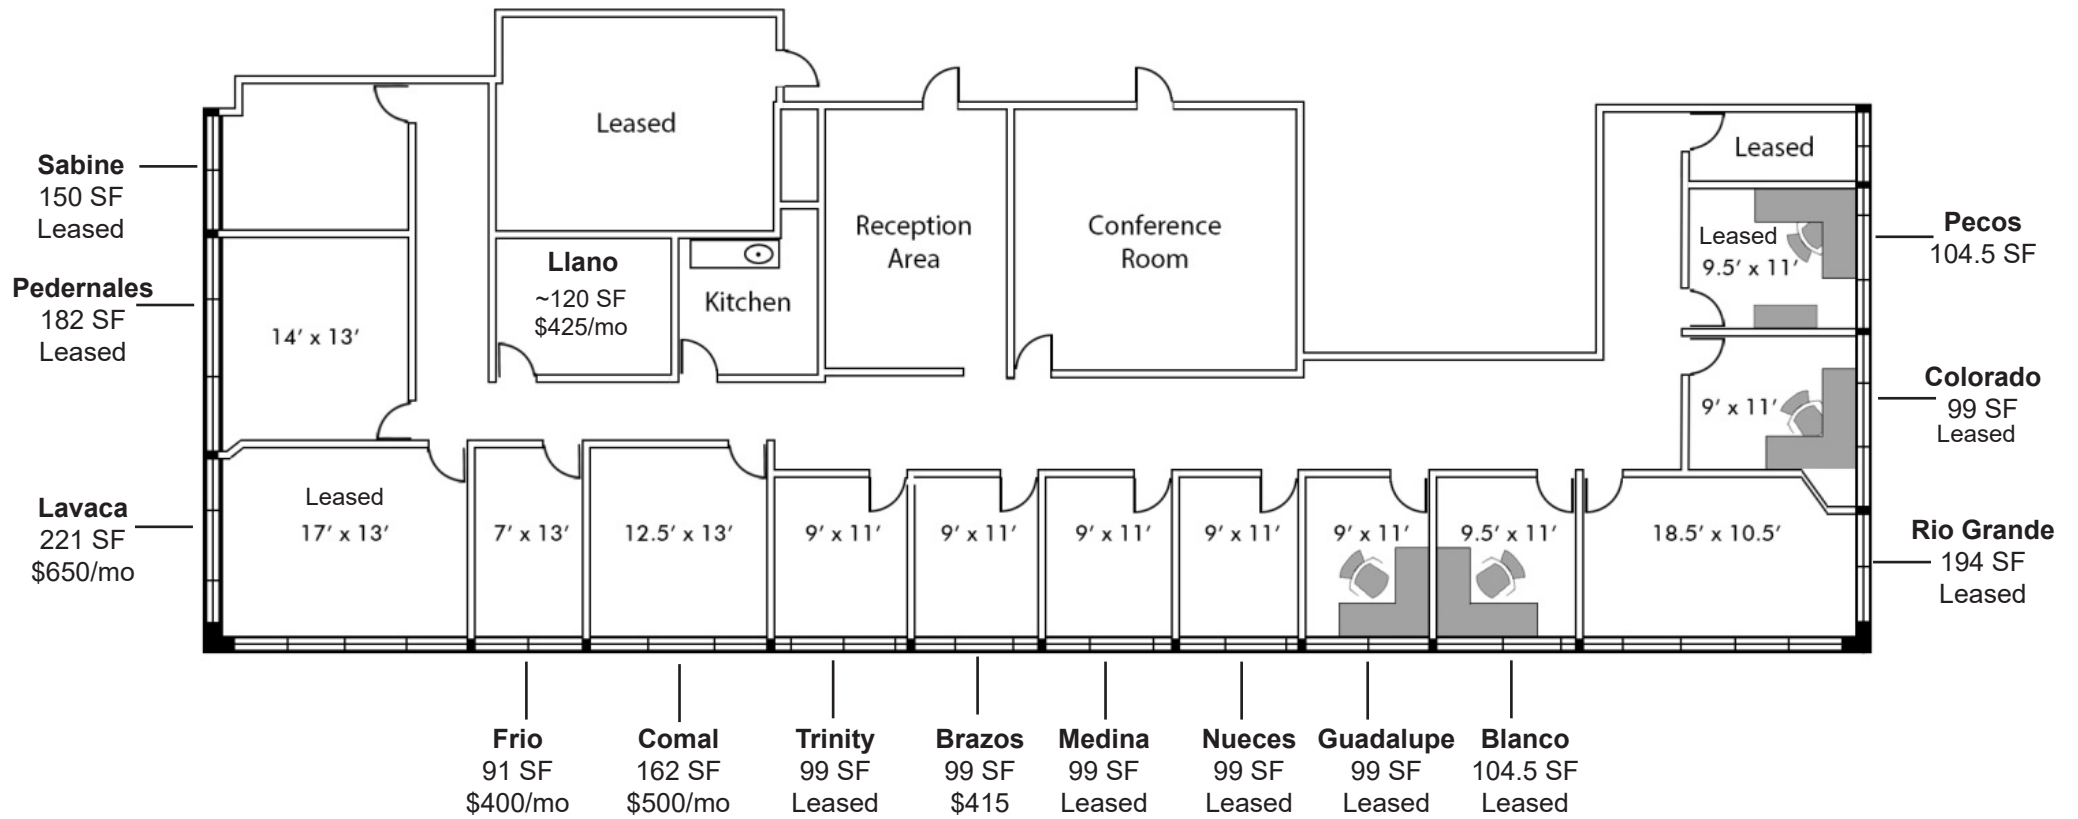 Leased
Leased
Sabine
150 SF
Leased
Reception
Area
Conference
Room
Leased
9.5’ x 11’
Pecos
104.5 SF
Llano
~120 SF
$425/mo
Kitchen
Pedernales
182 SF
Leased
14’ x 13’
9’ x 11’
Colorado
99 SF
Leased
Lavaca
221 SF
$650/mo
Leased
17’ x 13’
7’ x 13’
12.5’ x 13’
9’ x 11’
9’ x 11’
9’ x 11’
9’ x 11’
9’ x 11’
9.5’ x 11’
18.5’ x 10.5’
Rio Grande
194 SF
Leased
Frio
91 SF
$400/mo
Comal
162 SF
$500/mo
Trinity
99 SF
Leased
Brazos
99 SF
$415
Medina
99 SF
Leased
Nueces
99 SF
Leased
Guadalupe
99 SF
Leased
Blanco
104.5 SF
Leased